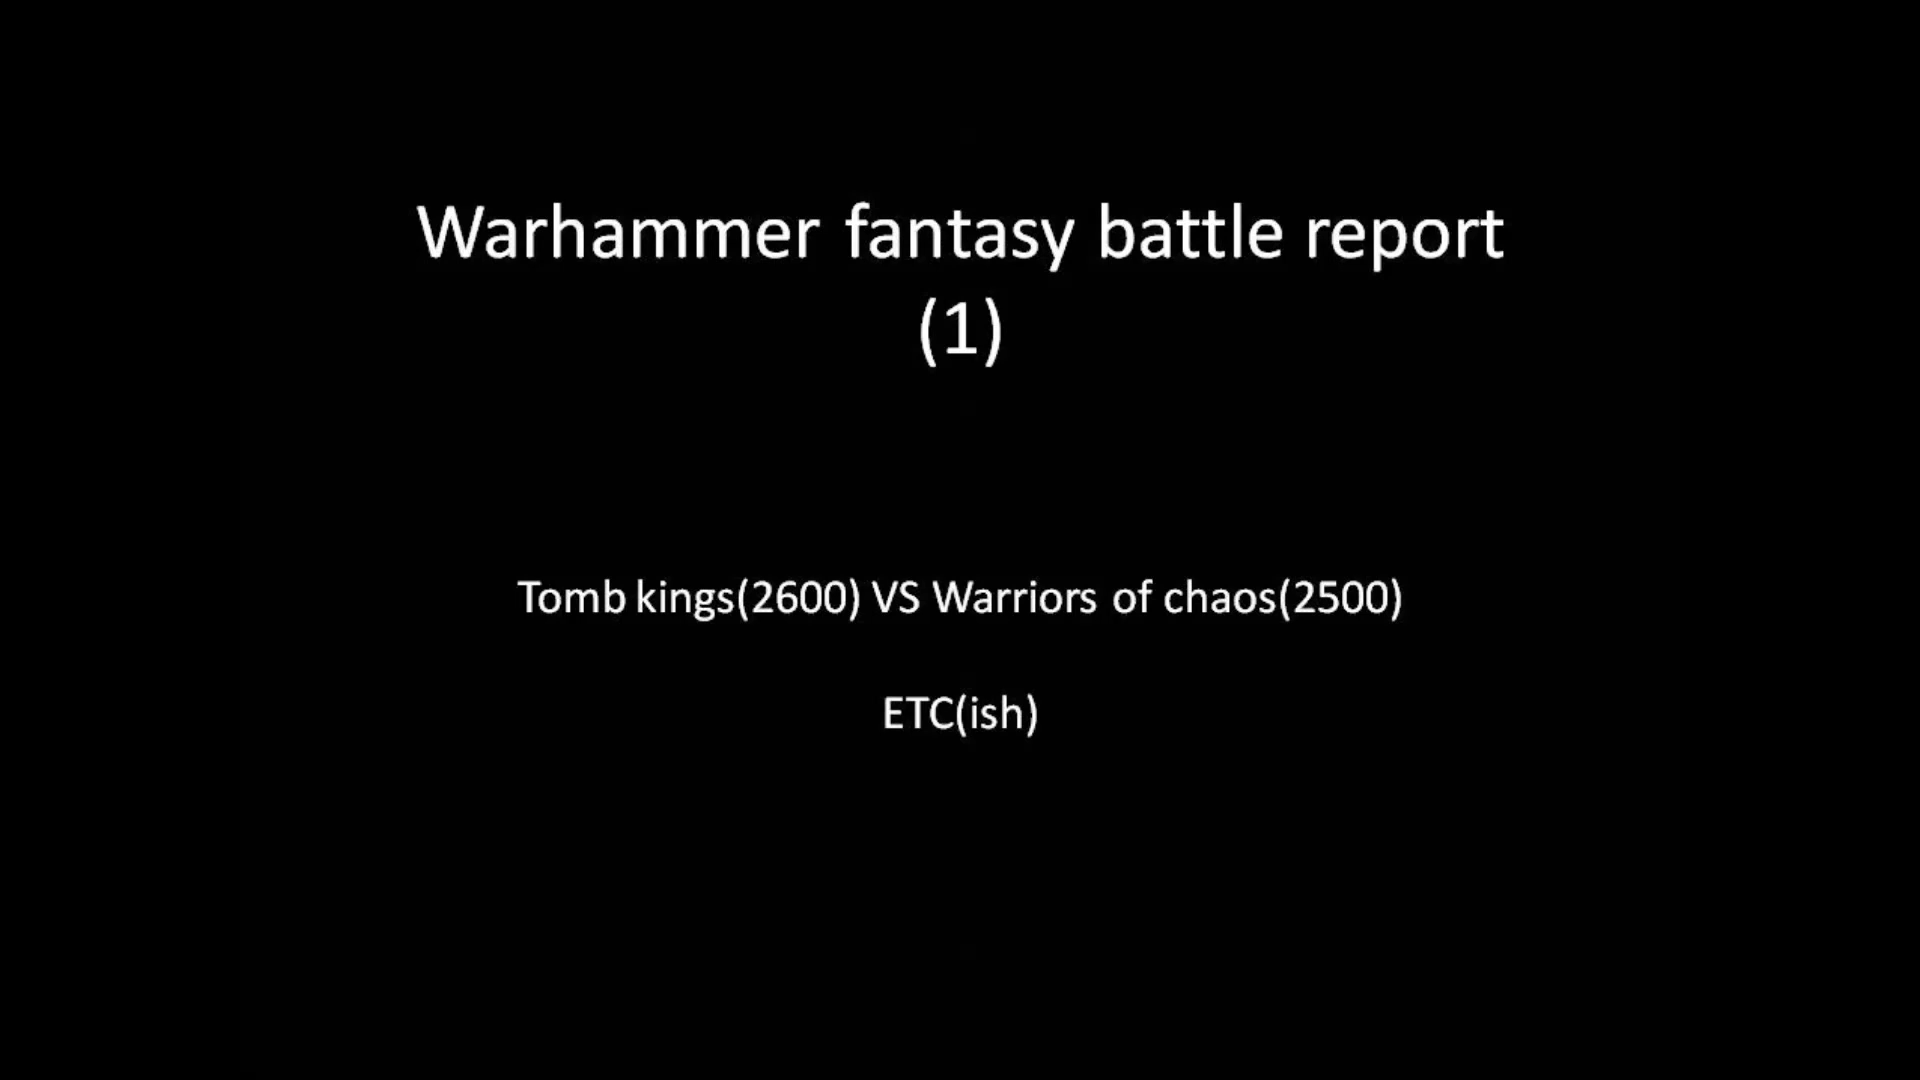 Warhammer fantasy battle report
(1)
Tomb kings(2600) VS Warriors of chaos(2500)
ETC(ish)